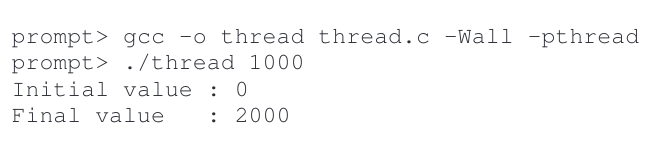 prompt> gcc -o thread thread.c -Wall -pthread
prompt> ./thread 1000
Initial value : 0
Final value   : 2000